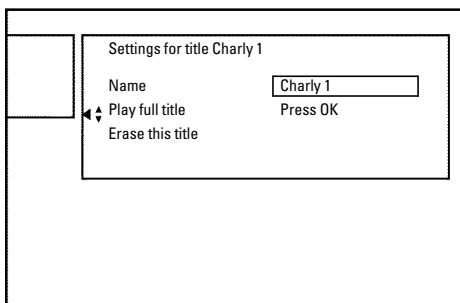 Settings for title Charly 1
Name Charly 1
Play full title Press OK
Erase this title